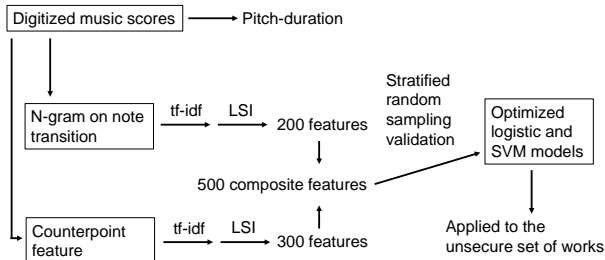 Digitized music scores
Pitch-duration
N-gram on note
transition
tf-idf
LSI
200 features
Stratified
random
sampling
validation
Optimized
logistic and
SVM models
500 composite features
Counterpoint
feature
tf-idf
LSI
300 features
Applied to the
unsecure set of works